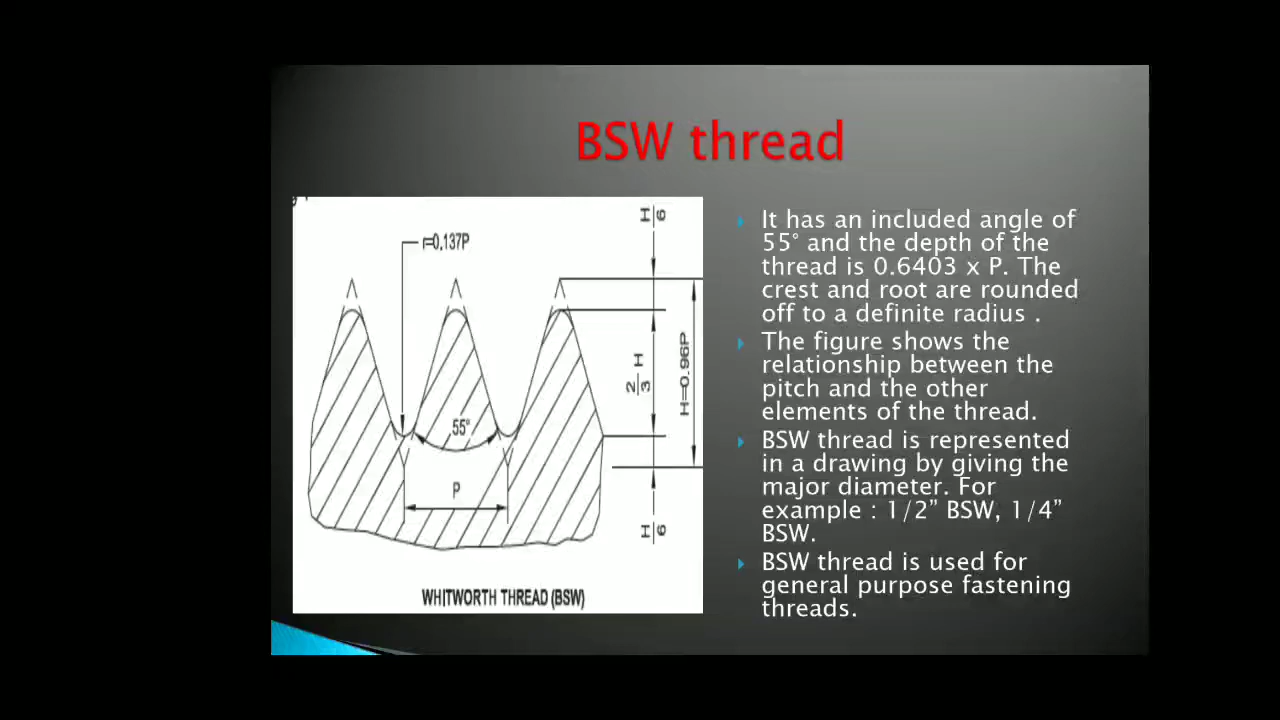 BSW thread
H/6
r=0.137P
2/3 H
H=0.96P
55°
P
H/6
WHITWORTH THREAD (BSW)
It has an included angle of
55° and the depth of the
thread is 0.6403 x P. The
crest and root are rounded
off to a definite radius .
The figure shows the
relationship between the
pitch and the other
elements of the thread.
BSW thread is represented
in a drawing by giving the
major diameter. For
example : 1/2” BSW, 1/4”
BSW.
BSW thread is used for
general purpose fastening
threads.